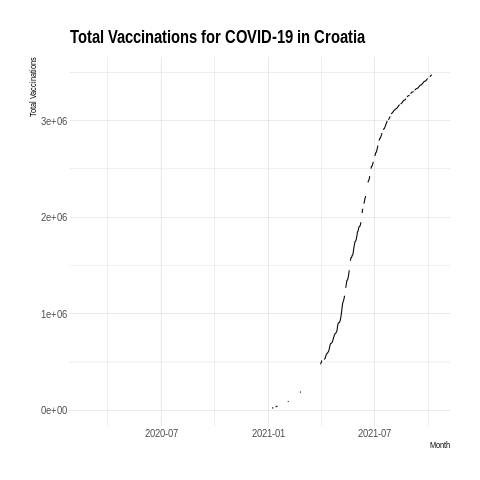 Total Vaccinations for COVID-19 in Croatia
Total Vaccinations
3e+06
2e+06
1e+06
0e+00
2020-07
2021-01
2021-07
Month